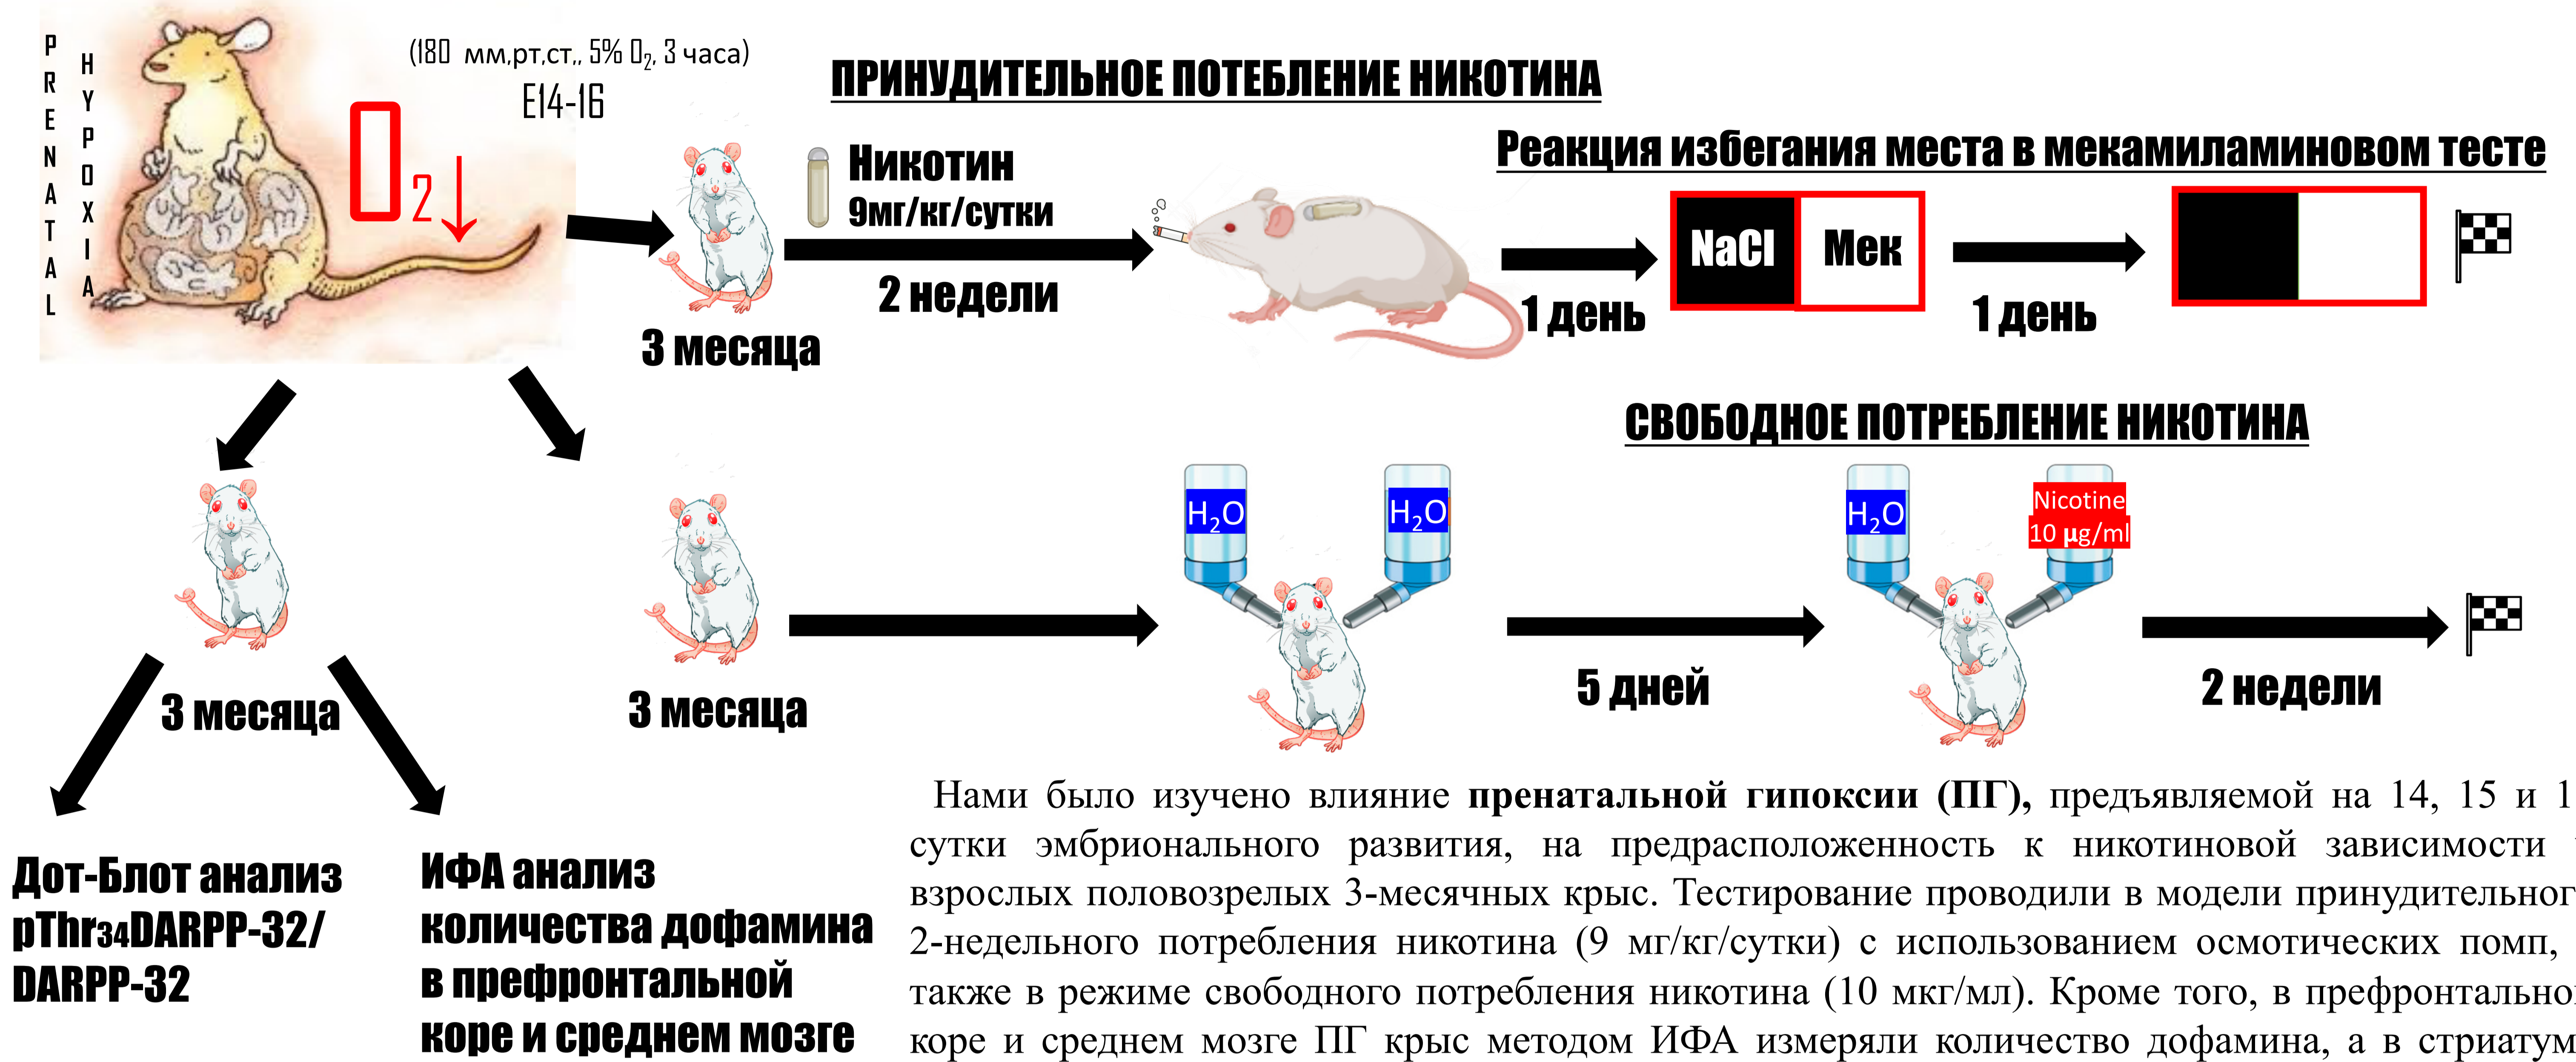 PRENATAL
HYPOXIA
(180 мм,рт,ст,, 5% O₂, 3 часа)
E14-16
O₂↓
ПРИНУДИТЕЛЬНОЕ ПОТЕБЛЕНИЕ НИКОТИНА
Никотин
9мг/кг/сутки
2 недели
3 месяца
Реакция избегания места в мекамиламиновом тесте
NaCl
Мек
1 день
1 день
СВОБОДНОЕ ПОТРЕБЛЕНИЕ НИКОТИНА
H₂O
H₂O
H₂O
Nicotine
10 µg/ml
5 дней
2 недели
3 месяца
3 месяца
Дот-Блот анализ
pThr34DARPP-32/
DARPP-32
ИФА анализ
количества дофамина
в префронтальной
коре и среднем мозге
Нами было изучено влияние пренатальной гипоксии (ПГ), предъявляемой на 14, 15 и 1
сутки эмбрионального развития, на предрасположенность к никотиновой зависимости
взрослых половозрелых 3-месячных крыс. Тестирование проводили в модели принудительног
2-недельного потребления никотина (9 мг/кг/сутки) с использованием осмотических помп,
также в режиме свободного потребления никотина (10 мкг/мл). Кроме того, в префронтально
коре и среднем мозге ПГ крыс методом ИФА измеряли количество дофамина, а в стриатум